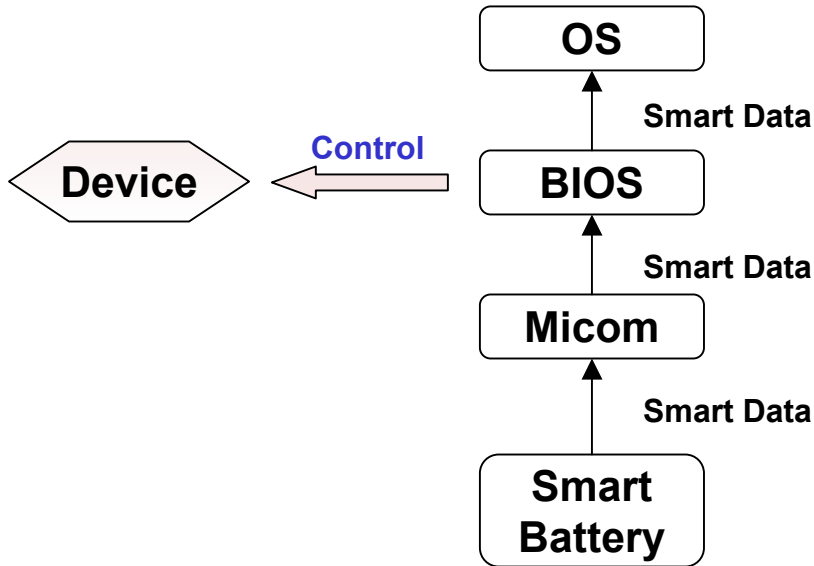 OS
Smart Data
Control
Device
BIOS
Smart Data
Micom
Smart Data
Smart
Battery